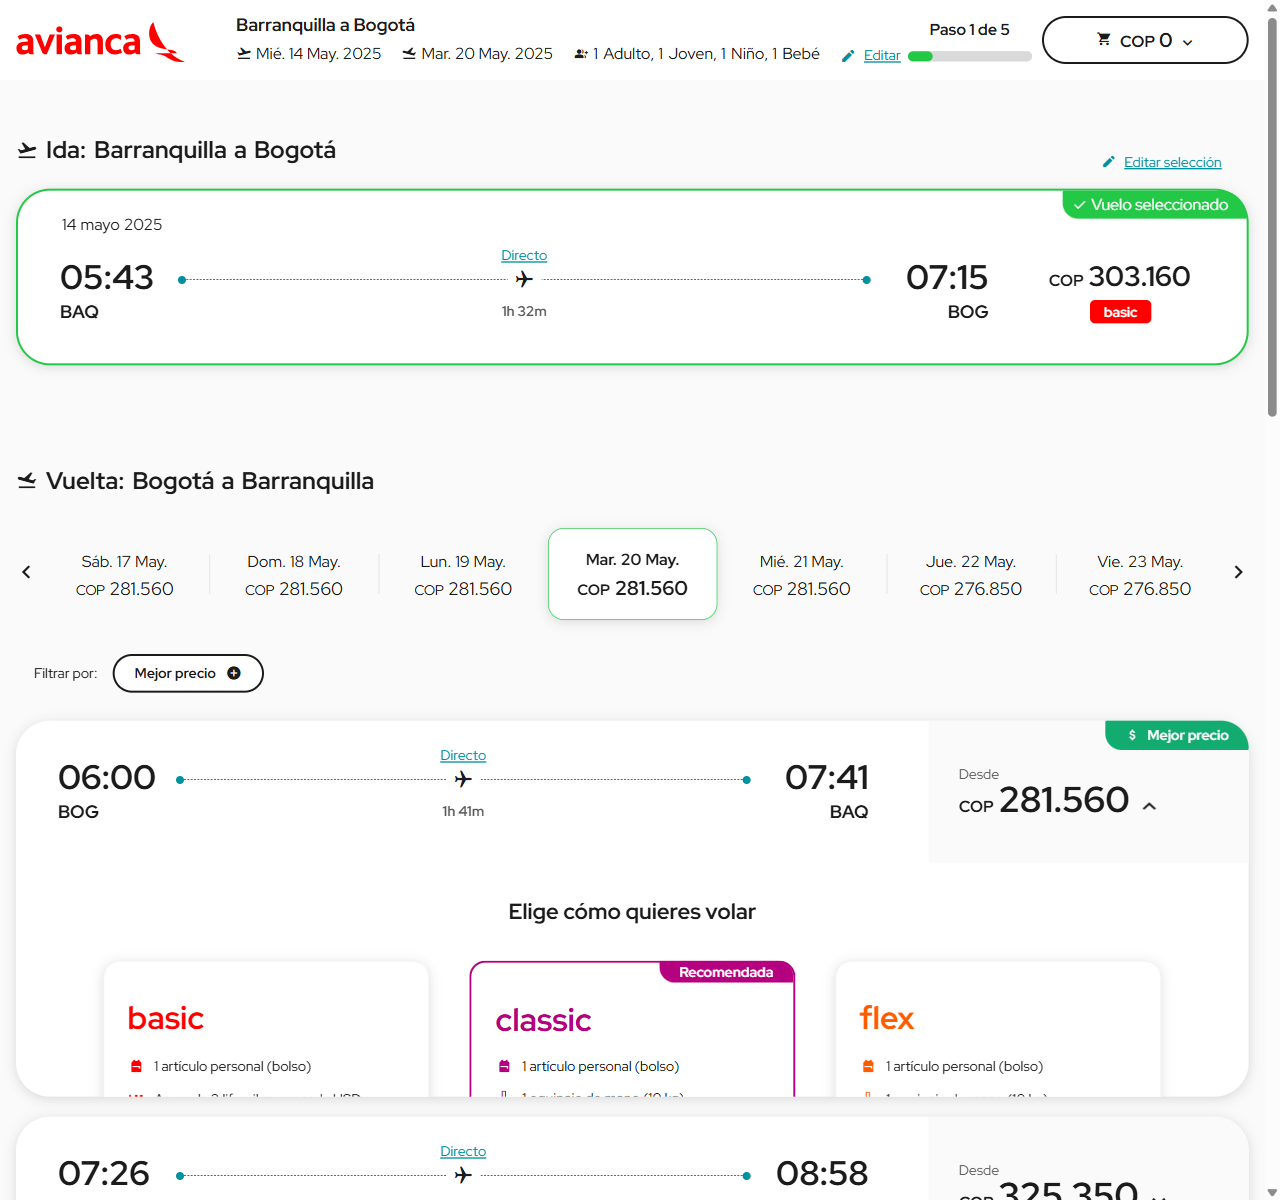 avianca
Barranquilla a Bogotá
Mié. 14 May. 2025 Mar. 20 May. 2025 1 Adulto, 1 Joven, 1 Niño, 1 Bebé Editar
Paso 1 de 5
COP 0
Ida: Barranquilla a Bogotá
Editar selección
Vuelo seleccionado
14 mayo 2025
Directo
05:43 07:15 COP 303.160
BAQ 1h 32m BOG basic
Vuelta: Bogotá a Barranquilla
Sáb. 17 May. Dom. 18 May. Lun. 19 May. Mar. 20 May. Mié. 21 May. Jue. 22 May. Vie. 23 May.
COP 281.560 COP 281.560 COP 281.560 COP 281.560 COP 281.560 COP 276.850 COP 276.850
Filtrar por: Mejor precio
$ Mejor precio
Directo
06:00 07:41 Desde
BOG 1h 41m BAQ COP 281.560
Elige cómo quieres volar
Recomendada
basic classic flex
1 artículo personal (bolso) 1 artículo personal (bolso) 1 artículo personal (bolso)
Directo
07:26 08:58 Desde
COP 325.350